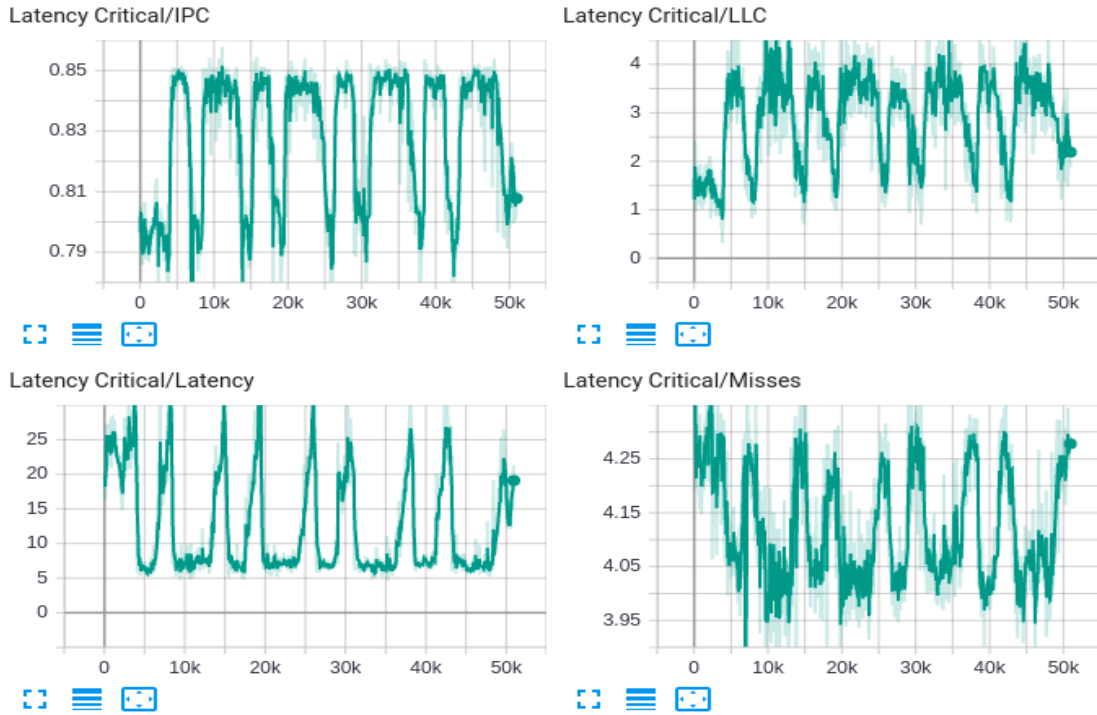 Latency Critical/IPC
0.85
0.83
0.81
0.79
0 10k 20k 30k 40k 50k
Latency Critical/LLC
4
3
2
1
0
0 10k 20k 30k 40k 50k
Latency Critical/Latency
25
20
15
10
5
0
0 10k 20k 30k 40k 50k
Latency Critical/Misses
4.25
4.15
4.05
3.95
0 10k 20k 30k 40k 50k